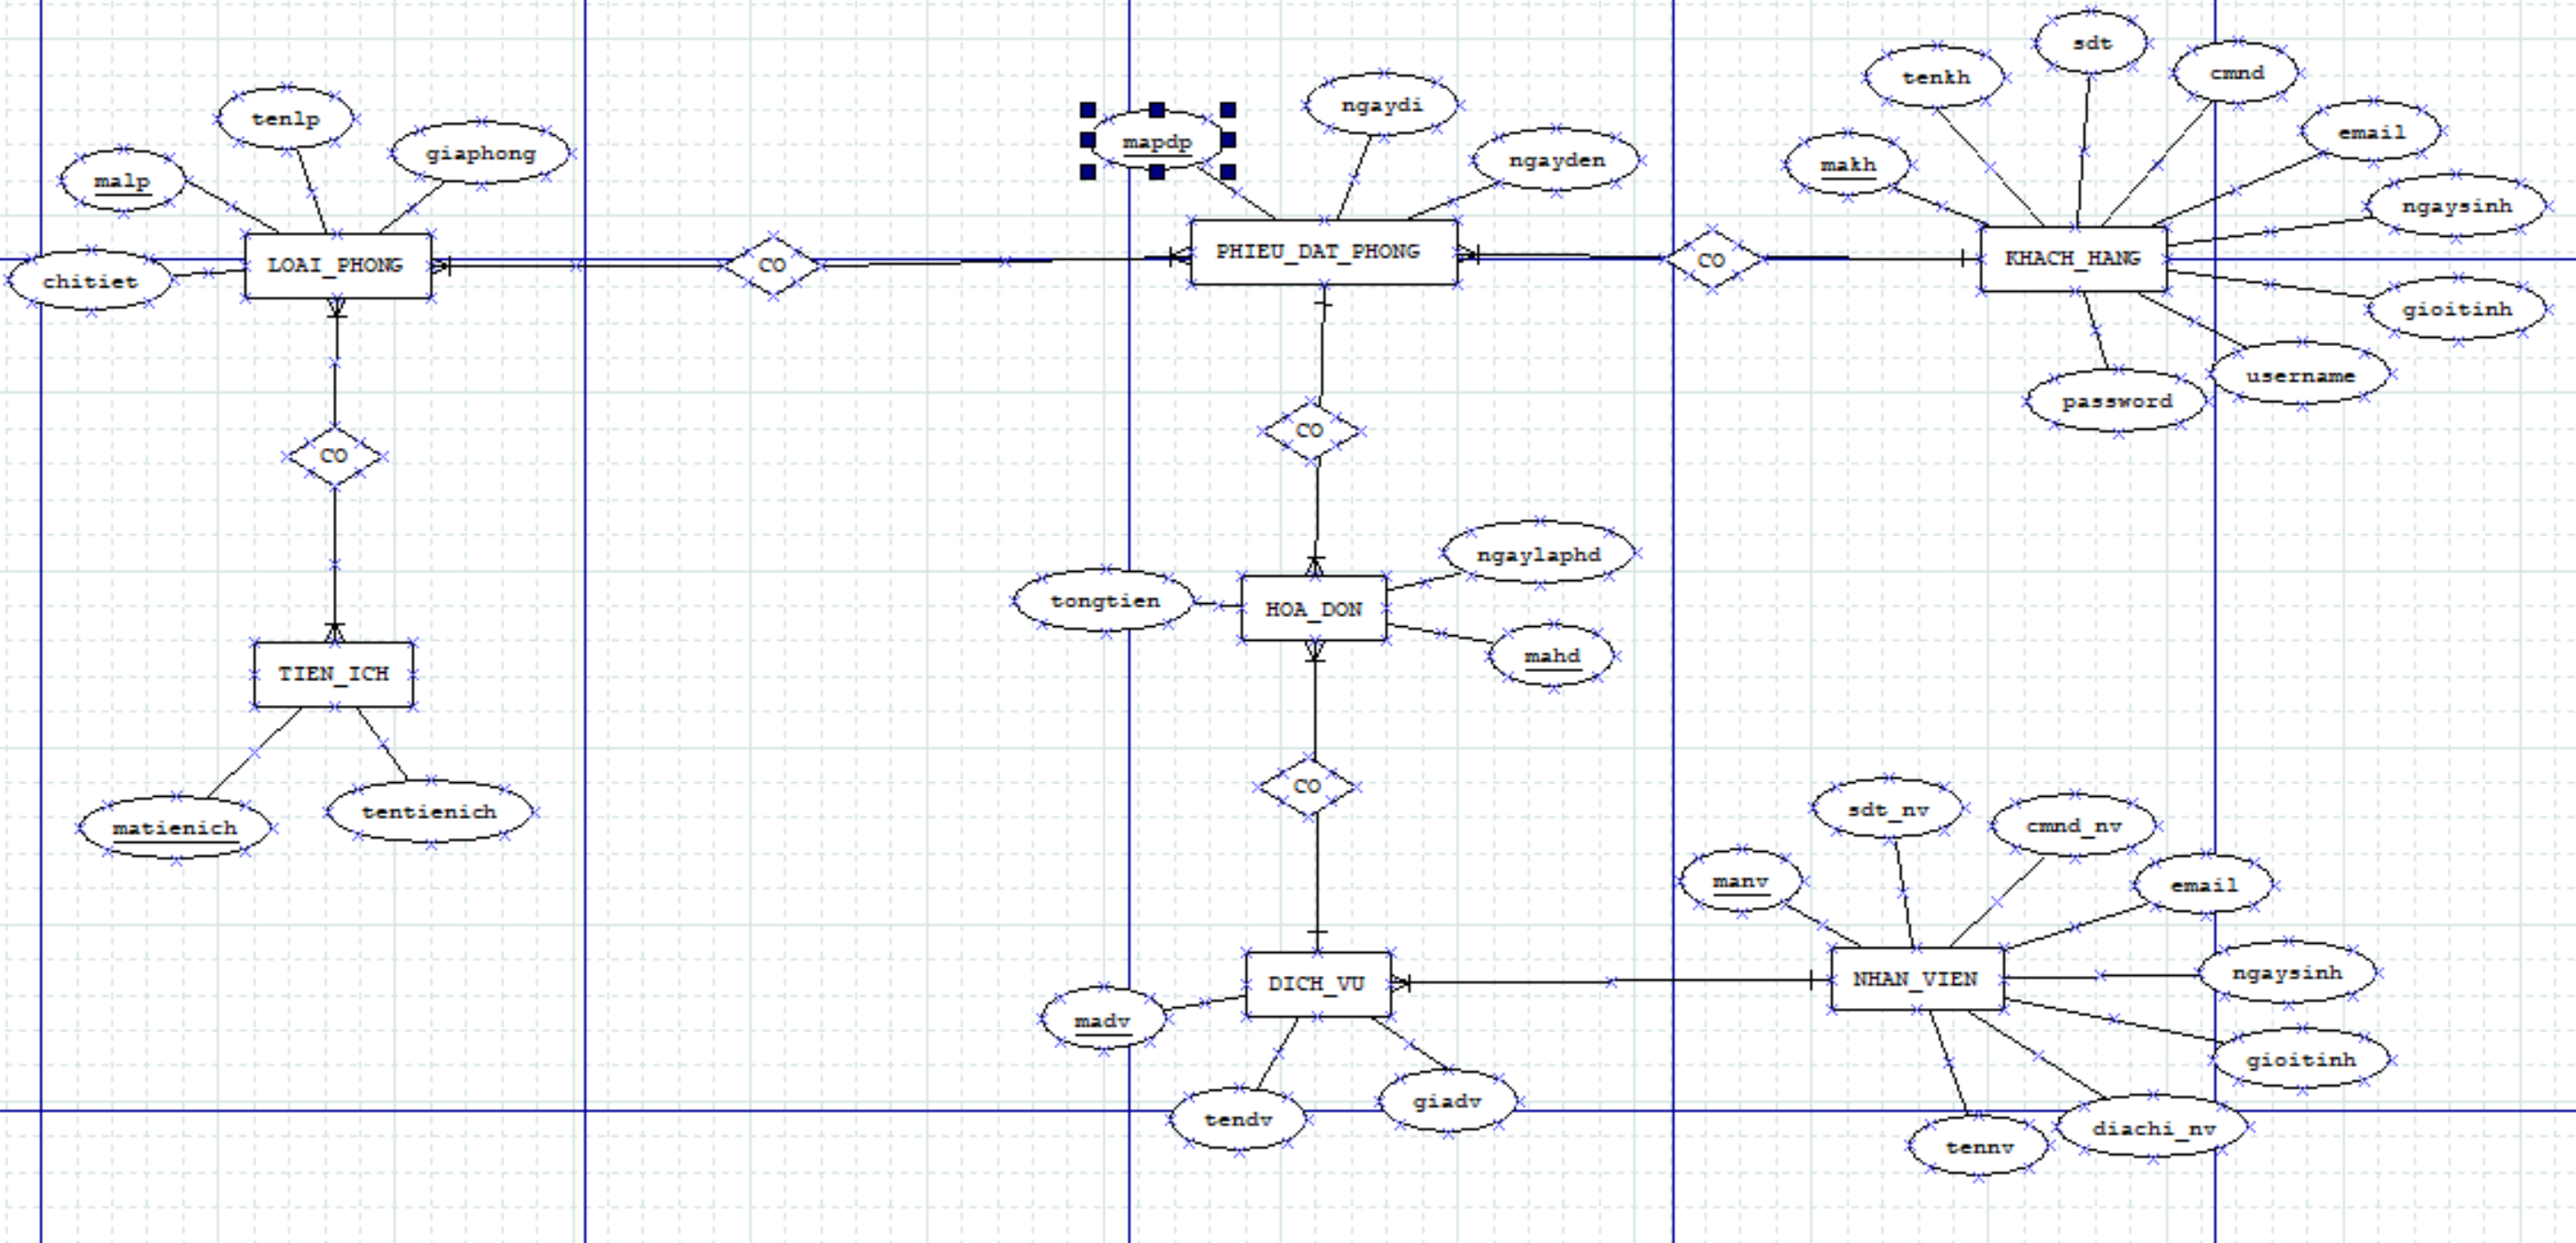 sdt
tenkh
cmnd
tenlp
ngaydi
email
mapdp
giaphong
ngayden
makh
malp
ngaysinh
LOAI_PHONG
CO
PHIEU_DAT_PHONG
CO
KHACH_HANG
chitiet
gioitinh
username
password
CO
CO
ngaylaphd
tongtien
HOA_DON
mahd
TIEN_ICH
CO
sdt_nv
tentienich
matienich
cmnd_nv
manv
email
DICH_VU
NHAN_VIEN
ngaysinh
madv
gioitinh
giadv
tendv
diachi_nv
tennv